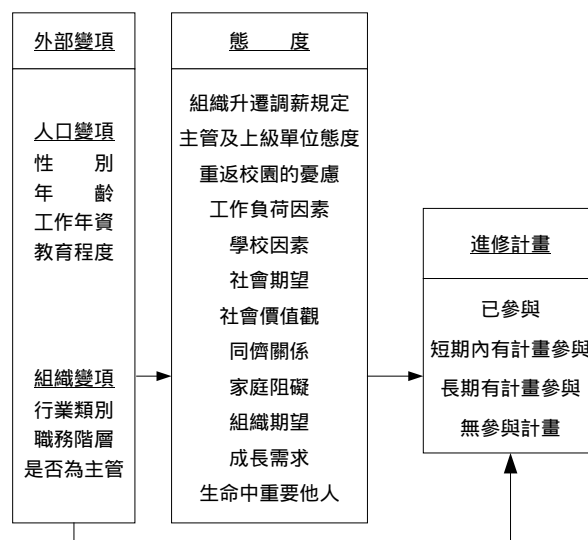 外部變項
人口變項
性　　別
年　　齡
工作年資
教育程度
組織變項
行業類別
職務階層
是否為主管
態　　度
組織升遷調薪規定
主管及上級單位態度
重返校園的憂慮
工作負荷因素
學校因素
社會期望
社會價值觀
同儕關係
家庭阻礙
組織期望
成長需求
生命中重要他人
進修計畫
已參與
短期內有計畫參與
長期有計畫參與
無參與計畫